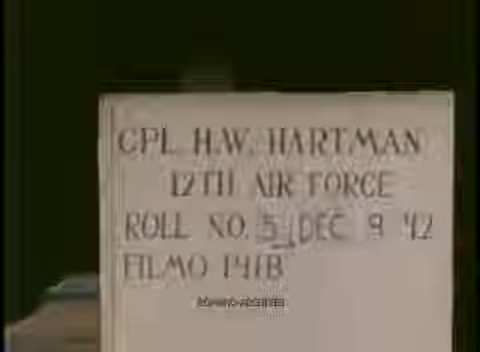 CPL. H.W. HARTMAN
12TH AIR FORCE
ROLL NO. 5 DEC 9 '42
FILMO 141B